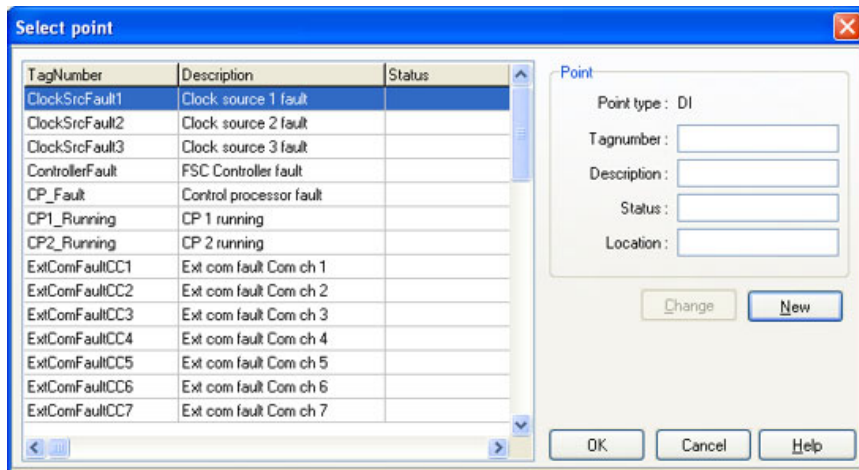 Select point
TagNumber Description Status
ClockSrcFault1 Clock source 1 fault
ClockSrcFault2 Clock source 2 fault
ClockSrcFault3 Clock source 3 fault
ControllerFault FSC Controller fault
CP_Fault Control processor fault
CP1_Running CP 1 running
CP2_Running CP 2 running
ExtComFaultCC1 Ext com fault Com ch 1
ExtComFaultCC2 Ext com fault Com ch 2
ExtComFaultCC3 Ext com fault Com ch 3
ExtComFaultCC4 Ext com fault Com ch 4
ExtComFaultCC5 Ext com fault Com ch 5
ExtComFaultCC6 Ext com fault Com ch 6
ExtComFaultCC7 Ext com fault Com ch 7
Point
Point type : DI
Tagnumber :
Description :
Status :
Location :
Change New
OK Cancel Help